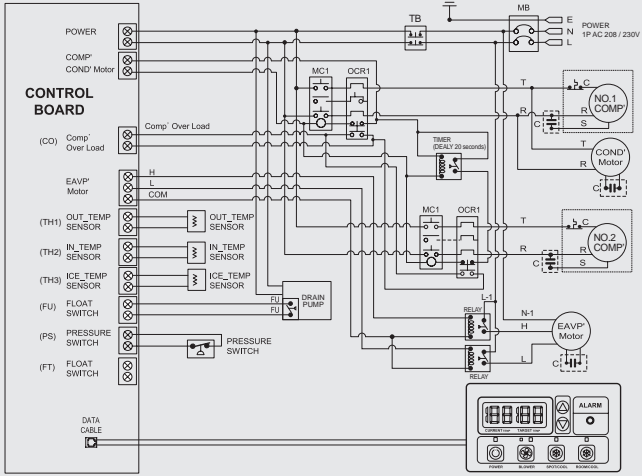 MB
TB
E
N
L
POWER
1P AC 208 / 230V
CONTROL
BOARD
POWER
COMP'
COND' Motor
(CO)
Comp`
Over Load
Comp` Over Load
EAVP'
Motor
H
L
COM
(TH1)
OUT_TEMP
SENSOR
OUT_TEMP
SENSOR
(TH2)
IN_TEMP
SENSOR
IN_TEMP
SENSOR
(TH3)
ICE_TEMP
SENSOR
ICE_TEMP
SENSOR
(FU)
FLOAT
SWITCH
FU
FU
DRAIN
PUMP
(PS)
PRESSURE
SWITCH
PRESSURE
SWITCH
(FT)
FLOAT
SWITCH
DATA
CABLE
MC1
OCR1
T
R
C
NO.1
COMP'
R
S
C
TIMER
(DEALY 20 seconds)
T
R
COND'
Motor
C
MC1
OCR1
T
R
C
NO.2
COMP'
R
S
C
L-1
RELAY
N-1
H
EAVP'
Motor
L
C
RELAY
CURRENT TEMP
TARGET TEMP
ALARM
POWER
BLOWER
SPOTCOOL
ROOMCOOL